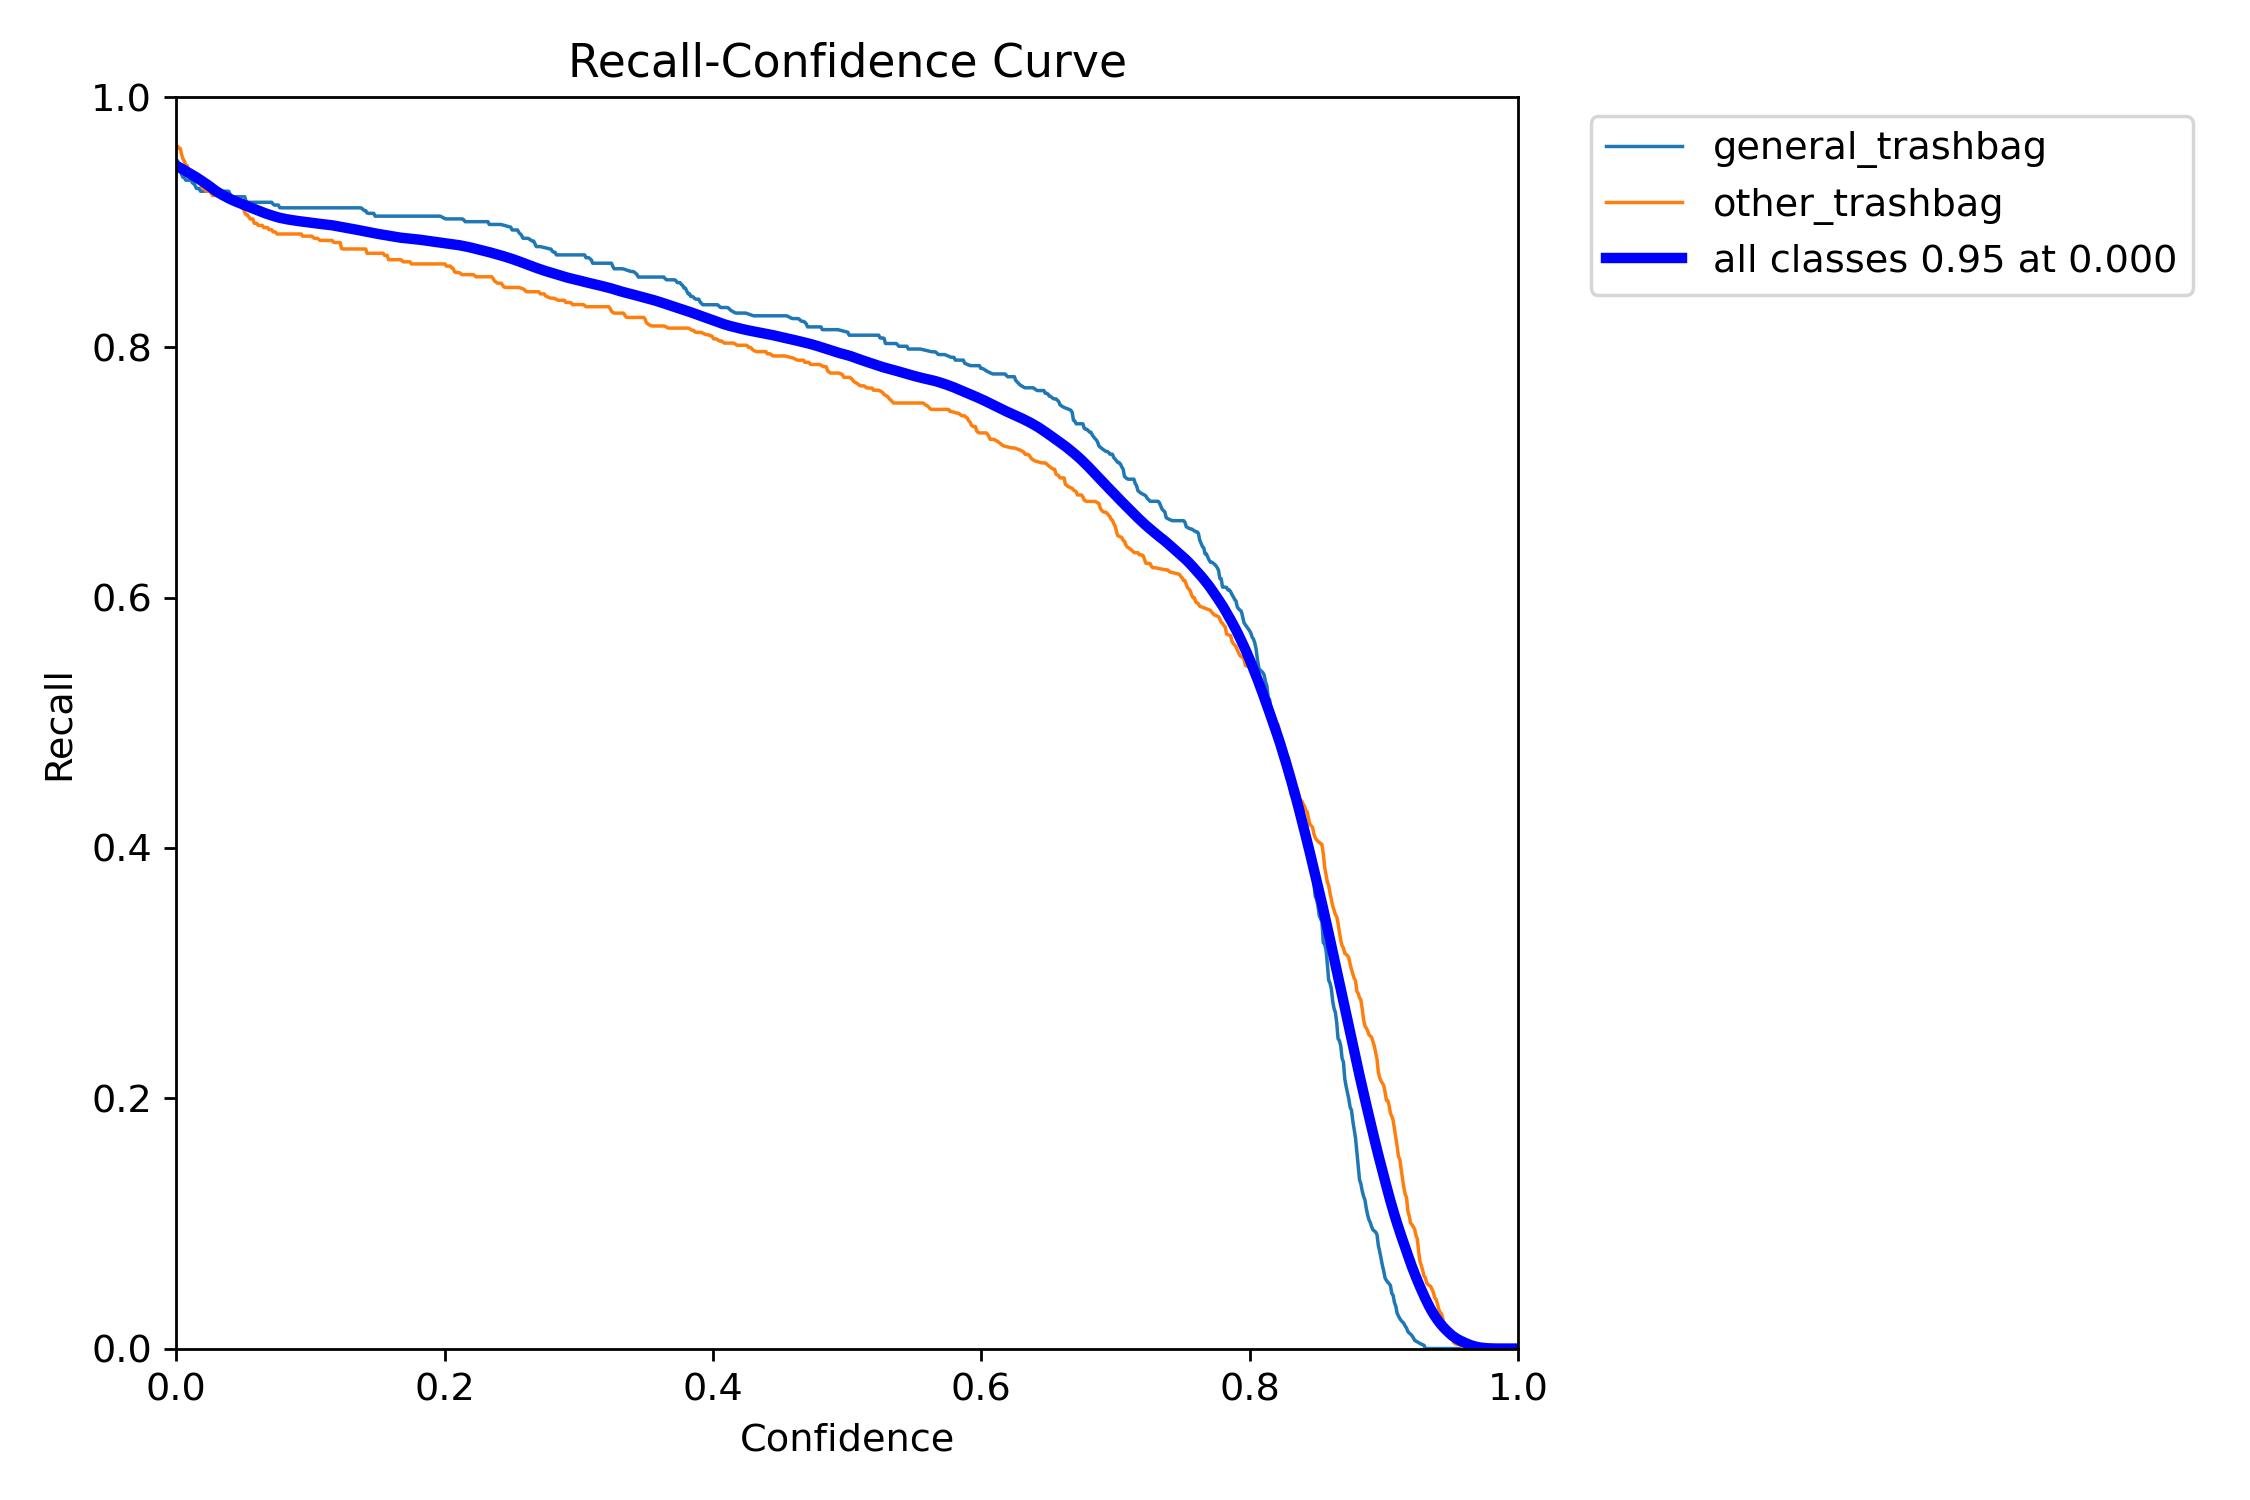 Recall-Confidence Curve
general_trashbag
other_trashbag
all classes 0.95 at 0.000
1.0
0.8
0.6
0.4
0.2
0.0
Recall
0.0 0.2 0.4 0.6 0.8 1.0
Confidence